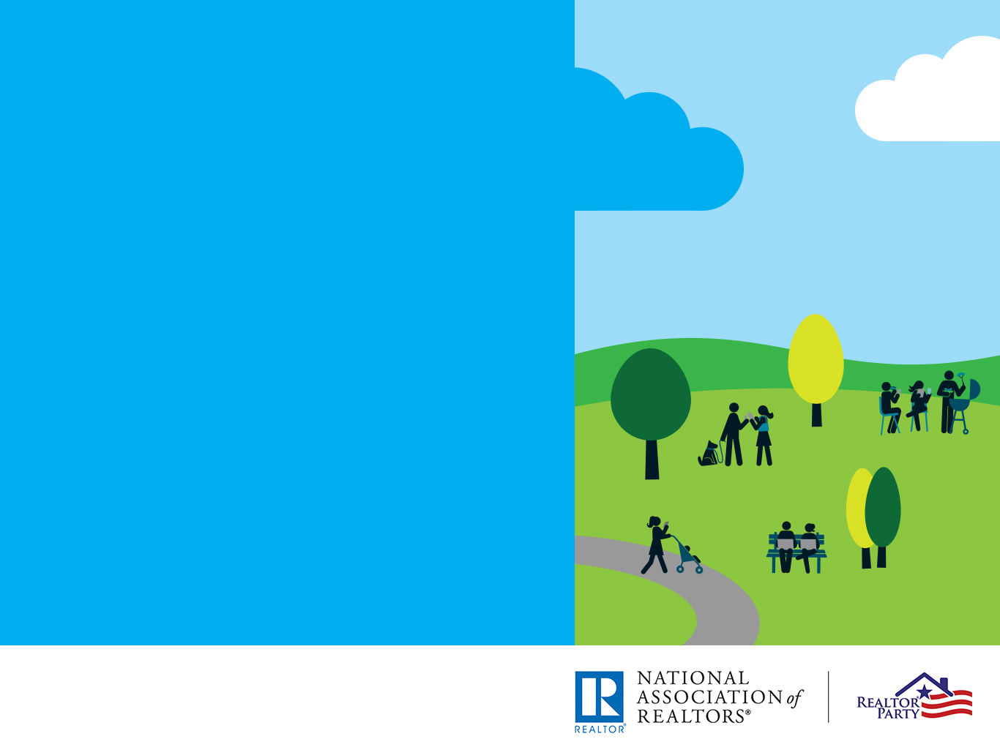 NATIONAL
ASSOCIATION of
REALTORS®
REALTOR®
REALTOR®
PARTY